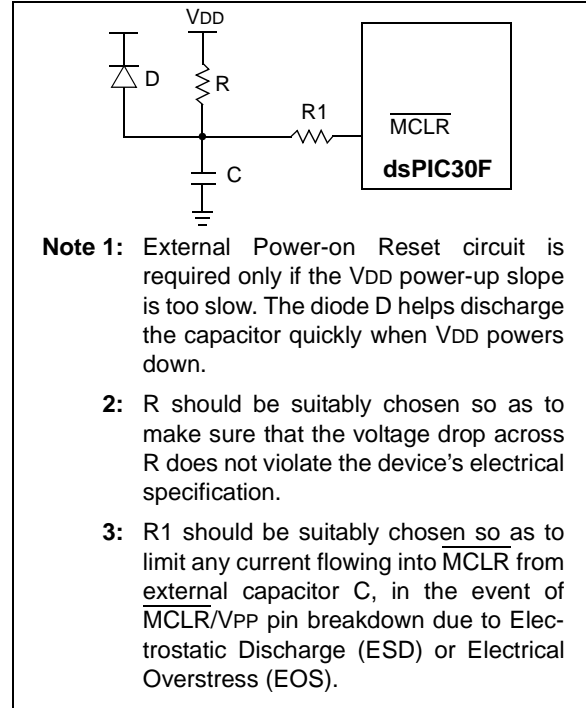 VDD
D
R
R1
MCLR
dsPIC30F
C
Note 1: External Power-on Reset circuit is
required only if the VDD power-up slope
is too slow. The diode D helps discharge
the capacitor quickly when VDD powers
down.
2: R should be suitably chosen so as to
make sure that the voltage drop across
R does not violate the device's electrical
specification.
3: R1 should be suitably chosen so as to
limit any current flowing into MCLR from
external capacitor C, in the event of
MCLR/VPP pin breakdown due to Elec-
trostatic Discharge (ESD) or Electrical
Overstress (EOS).